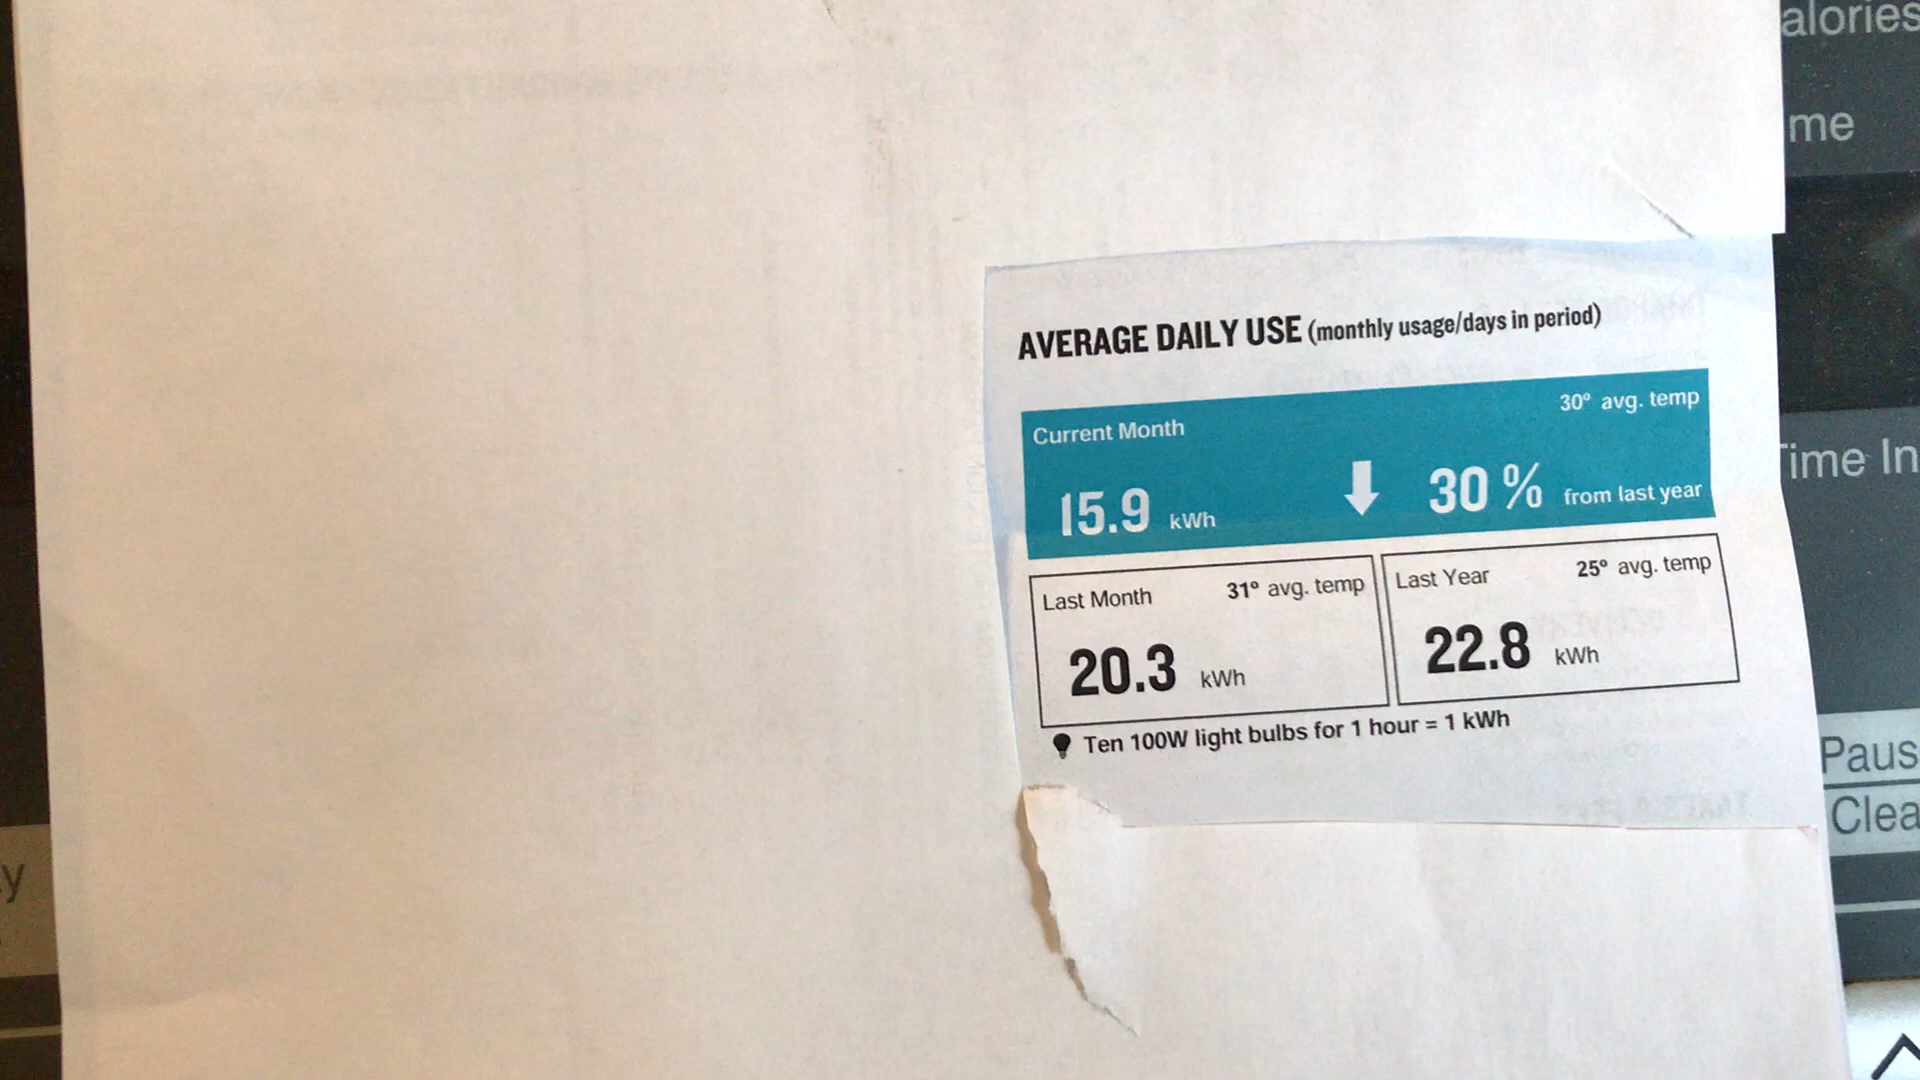 alories
me
AVERAGE DAILY USE (monthly usage/days in period)
Current Month 30° avg. temp
15.9 kWh 30 % from last year
Last Month 31° avg. temp
20.3 kWh
Last Year 25° avg. temp
22.8 kWh
Ten 100W light bulbs for 1 hour = 1 kWh
ime In
Paus
Clea
y